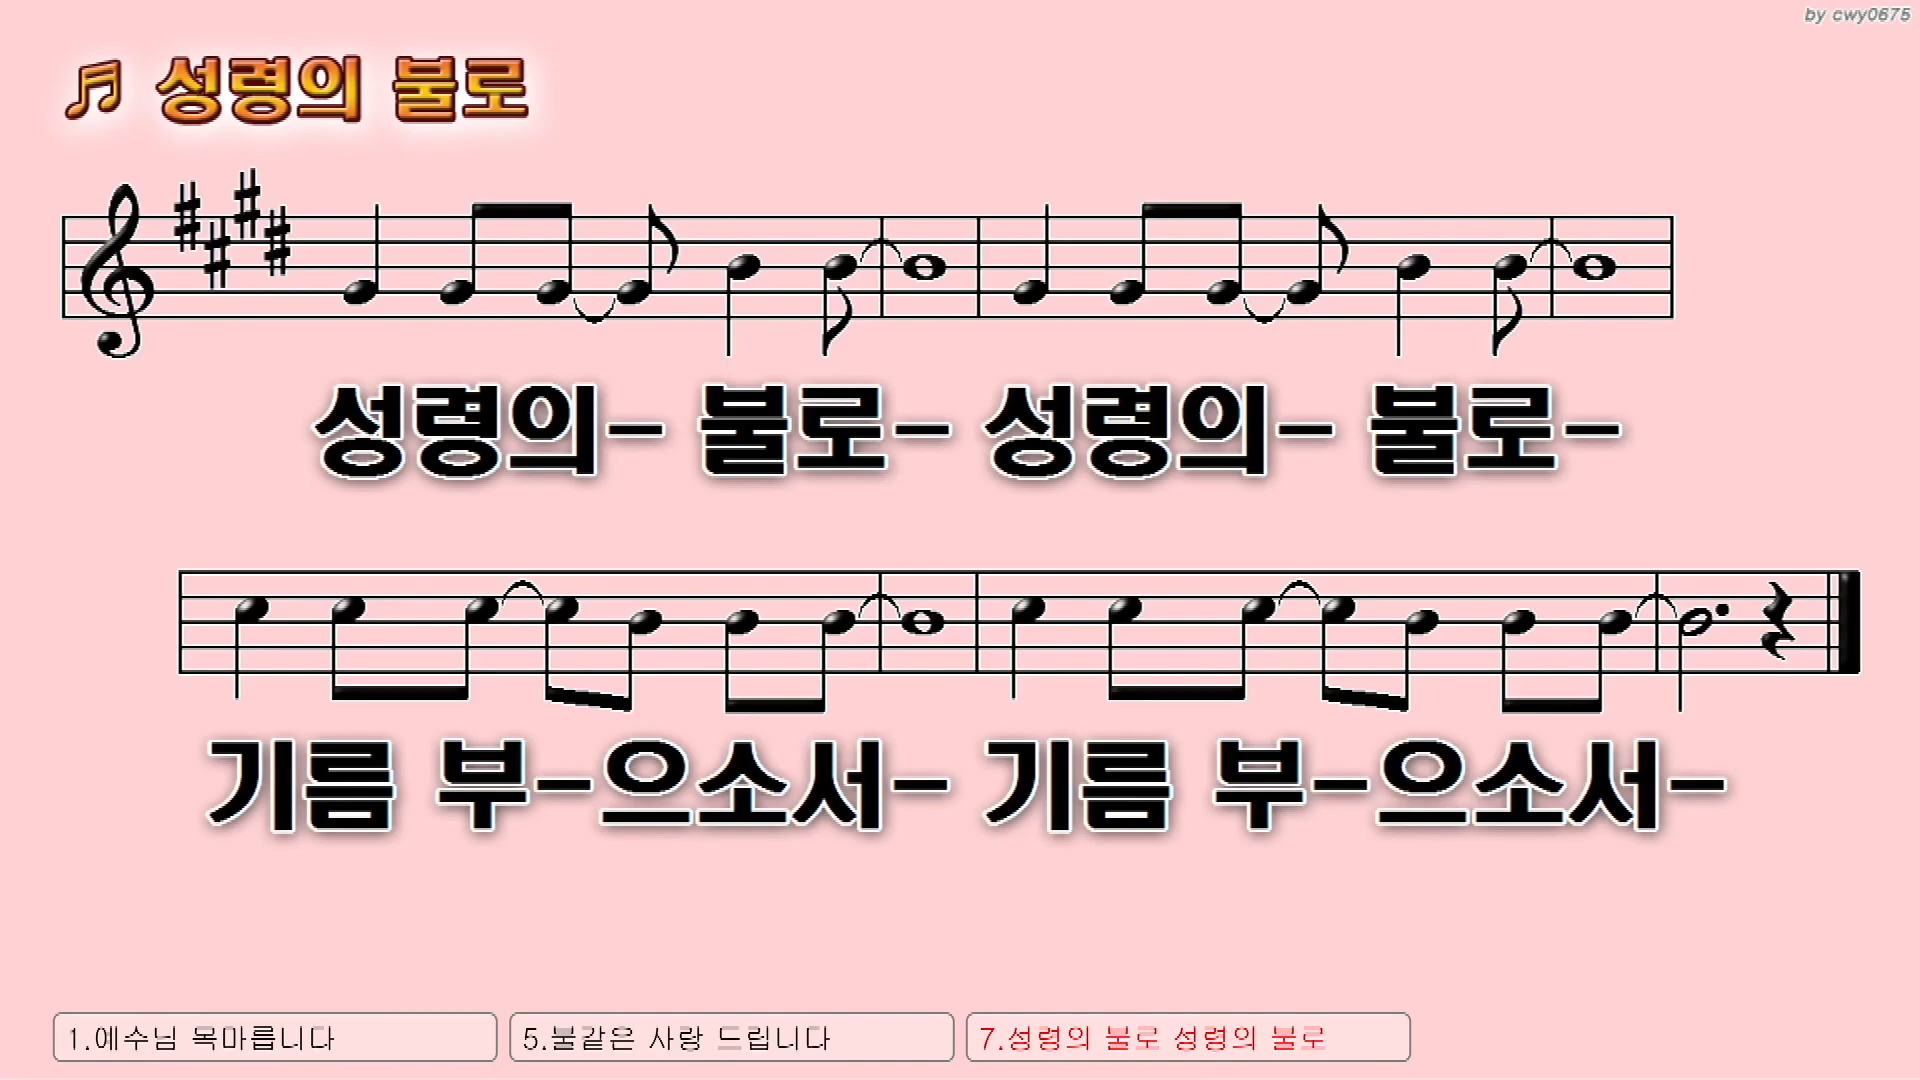 by cwy0675
♬ 성령의 불로
성령의- 불로- 성령의- 불로-
기름 부-으소서- 기름 부-으소서-
1.예수님 목마릅니다
5.불같은 사랑 드립니다
7.성령의 불로 성령의 불로